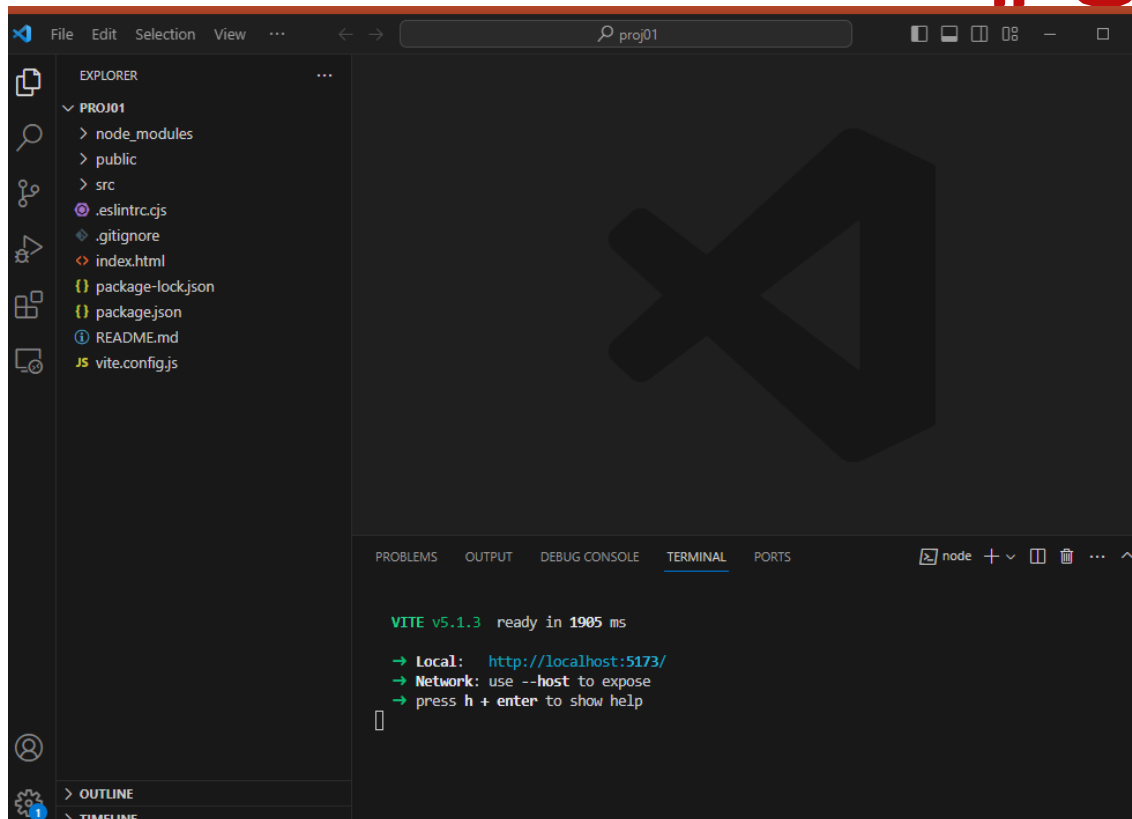 File Edit Selection View ··· proj01
EXPLORER ···
PROJ01
node_modules
public
src
.eslintrc.cjs
.gitignore
index.html
{} package-lock.json
{} package.json
README.md
JS vite.config.js
PROBLEMS OUTPUT DEBUG CONSOLE TERMINAL PORTS node
VITE v5.1.3 ready in 1905 ms
➜ Local: http://localhost:5173/
➜ Network: use --host to expose
➜ press h + enter to show help
1
OUTLINE
TIMELINE